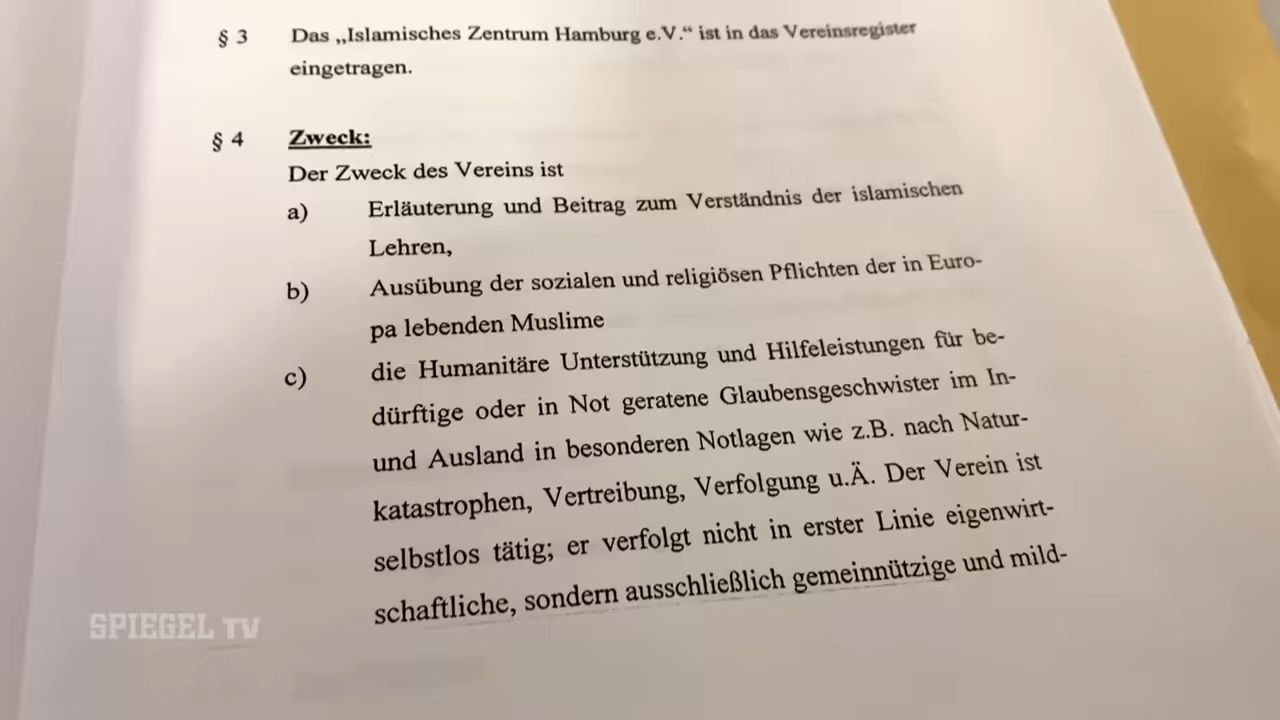 § 3 Das „Islamisches Zentrum Hamburg e.V.“ ist in das Vereinsregister
eingetragen.
§ 4 Zweck:
Der Zweck des Vereins ist
a) Erläuterung und Beitrag zum Verständnis der islamischen
Lehren,
b) Ausübung der sozialen und religiösen Pflichten der in Euro-
pa lebenden Muslime
c) die Humanitäre Unterstützung und Hilfeleistungen für be-
dürftige oder in Not geratene Glaubensgeschwister im In-
und Ausland in besonderen Notlagen wie z.B. nach Natur-
katastrophen, Vertreibung, Verfolgung u.Ä. Der Verein ist
selbstlos tätig; er verfolgt nicht in erster Linie eigenwirt-
schaftliche, sondern ausschließlich gemeinnützige und mild-
SPIEGEL TV